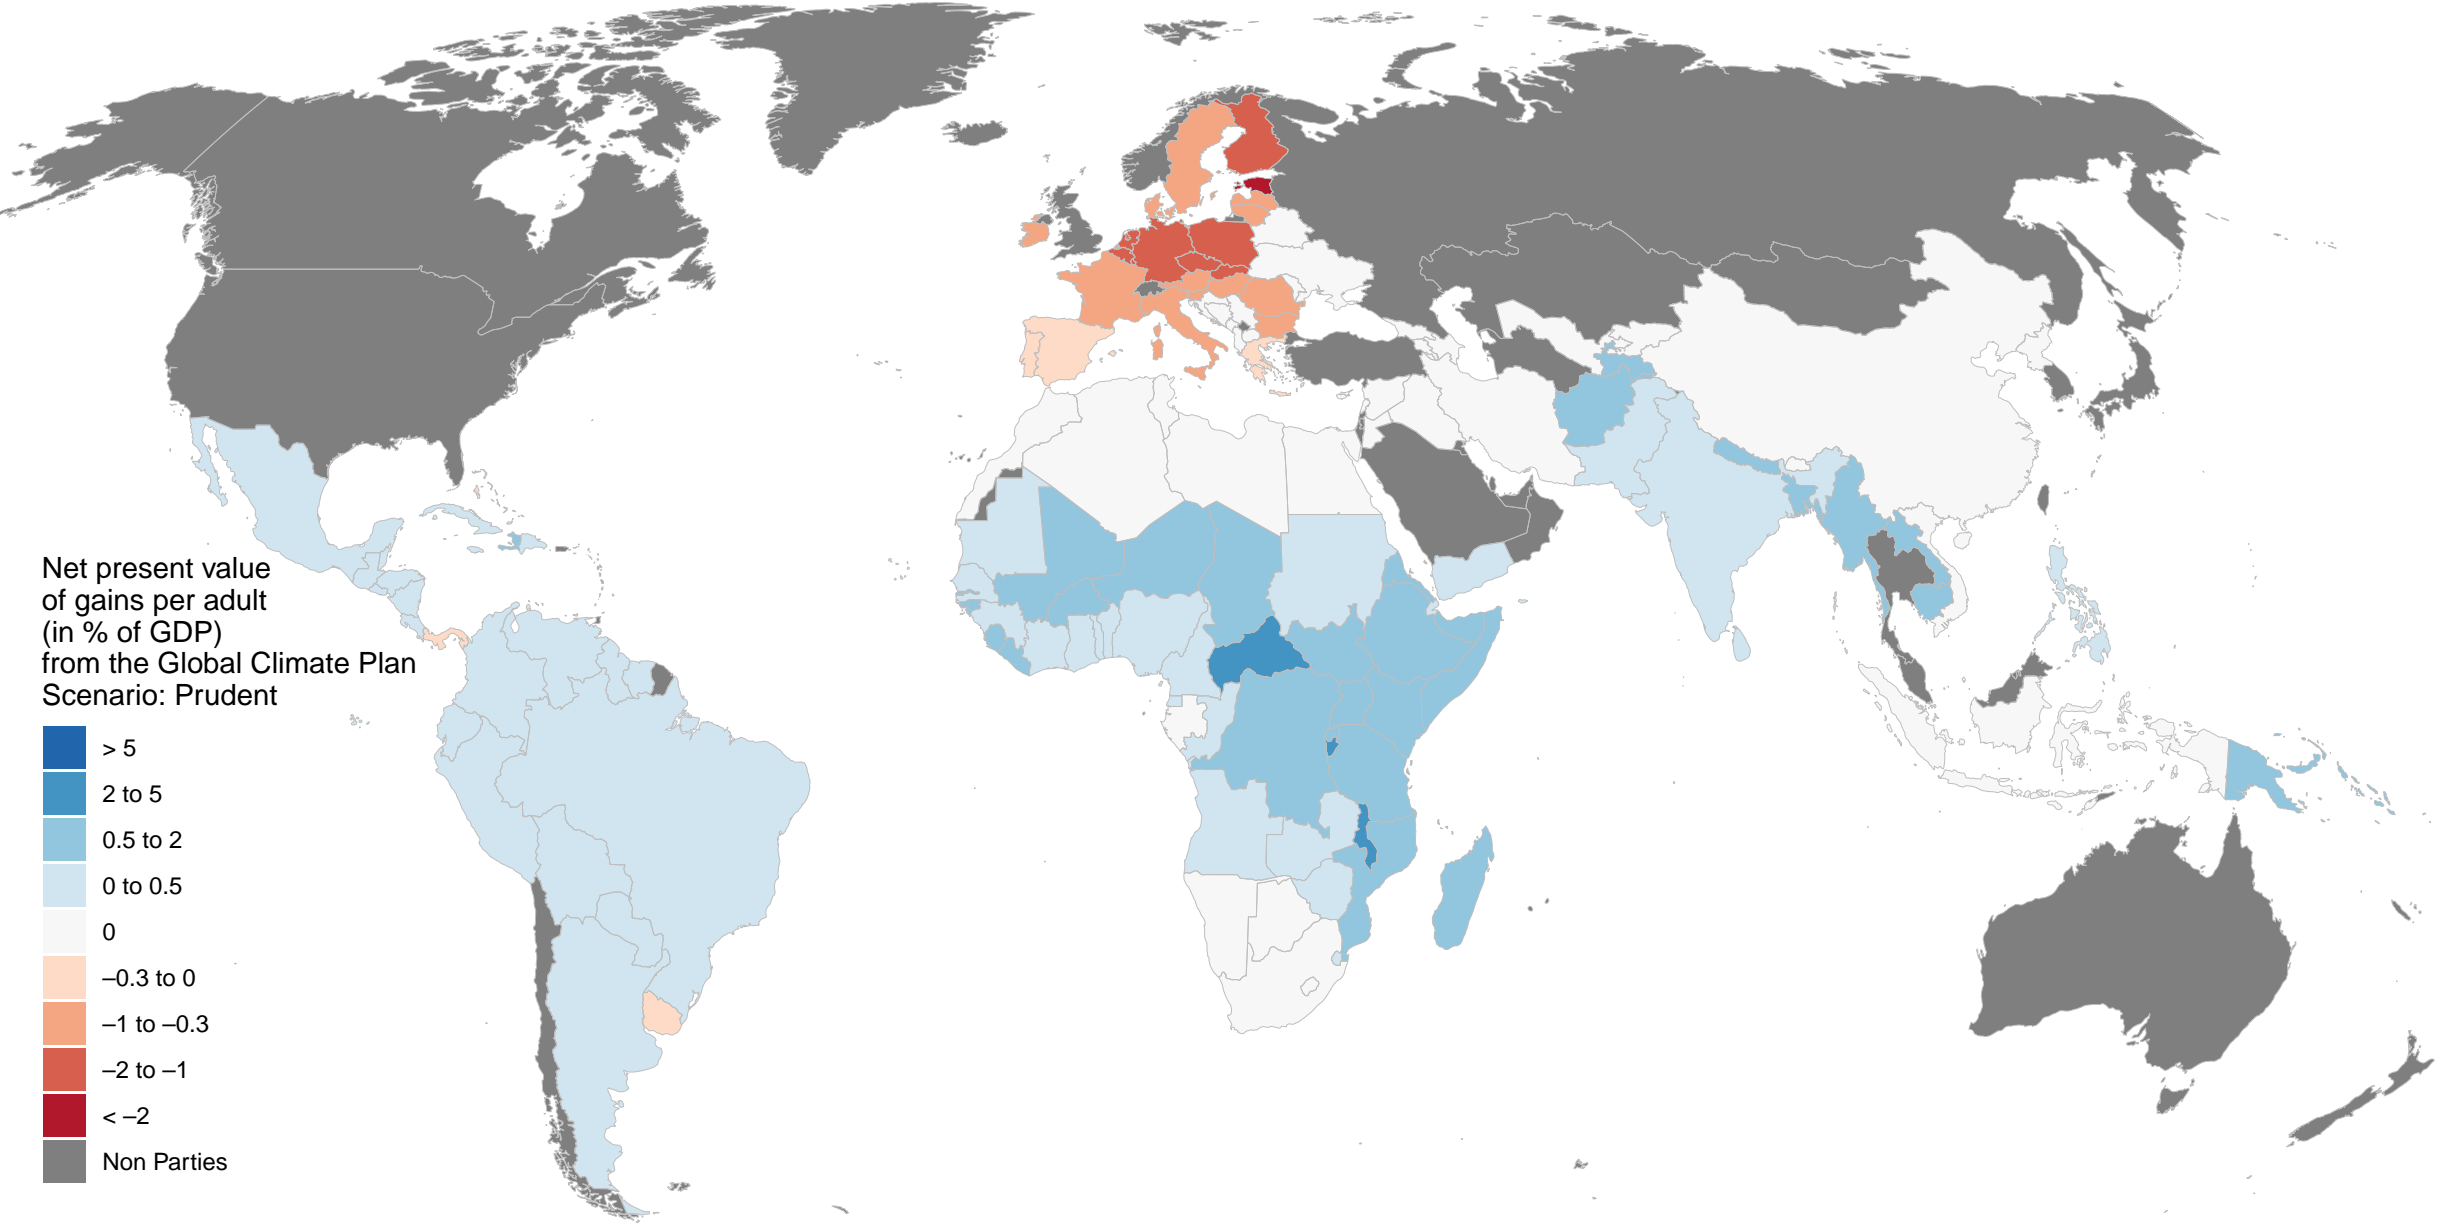 Net present value
of gains per adult
(in % of GDP)
from the Global Climate Plan
Scenario: Prudent
> 5
2 to 5
0.5 to 2
0 to 0.5
0
–0.3 to 0
–1 to –0.3
–2 to –1
< –2
Non Parties